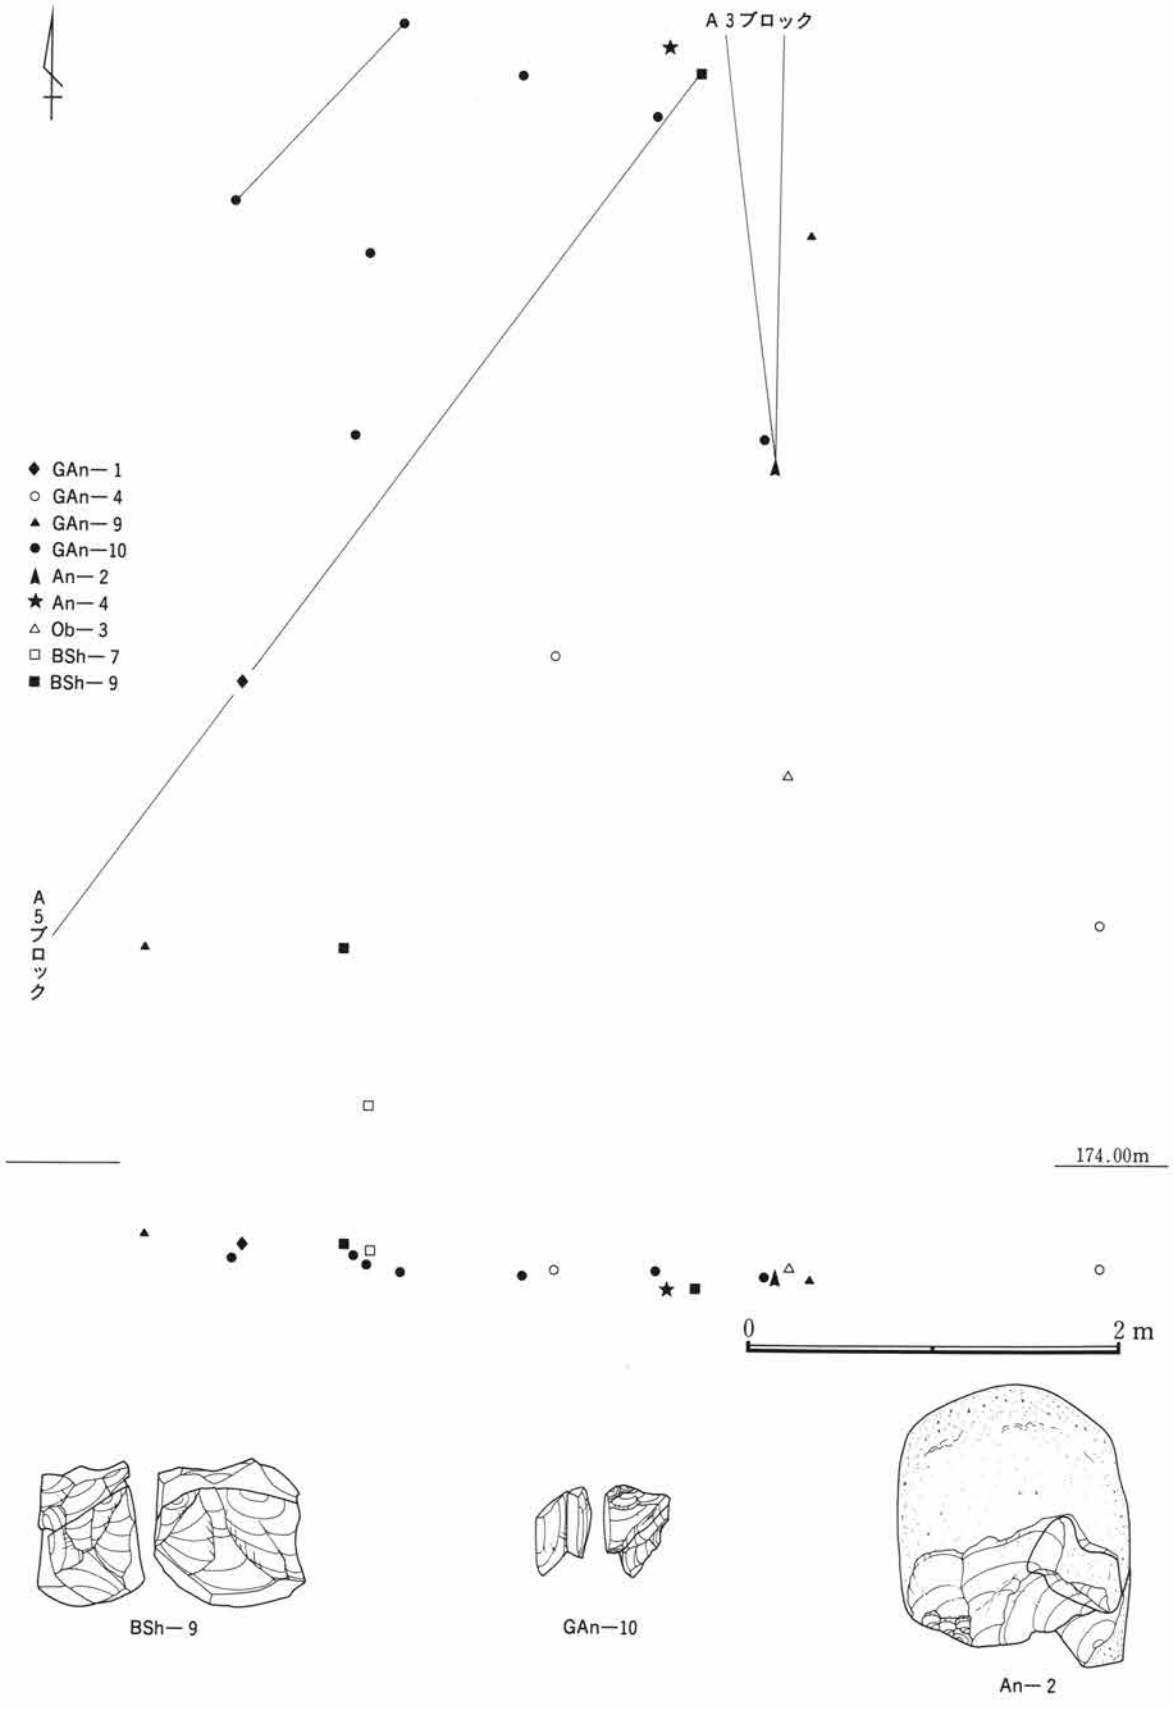 A 3ブロック
GAn—1
GAn—4
GAn—9
GAn—10
An—2
An—4
Ob—3
BSh—7
BSh—9
A5ブロック
174.00m
0 2 m
BSh—9
GAn—10
An—2